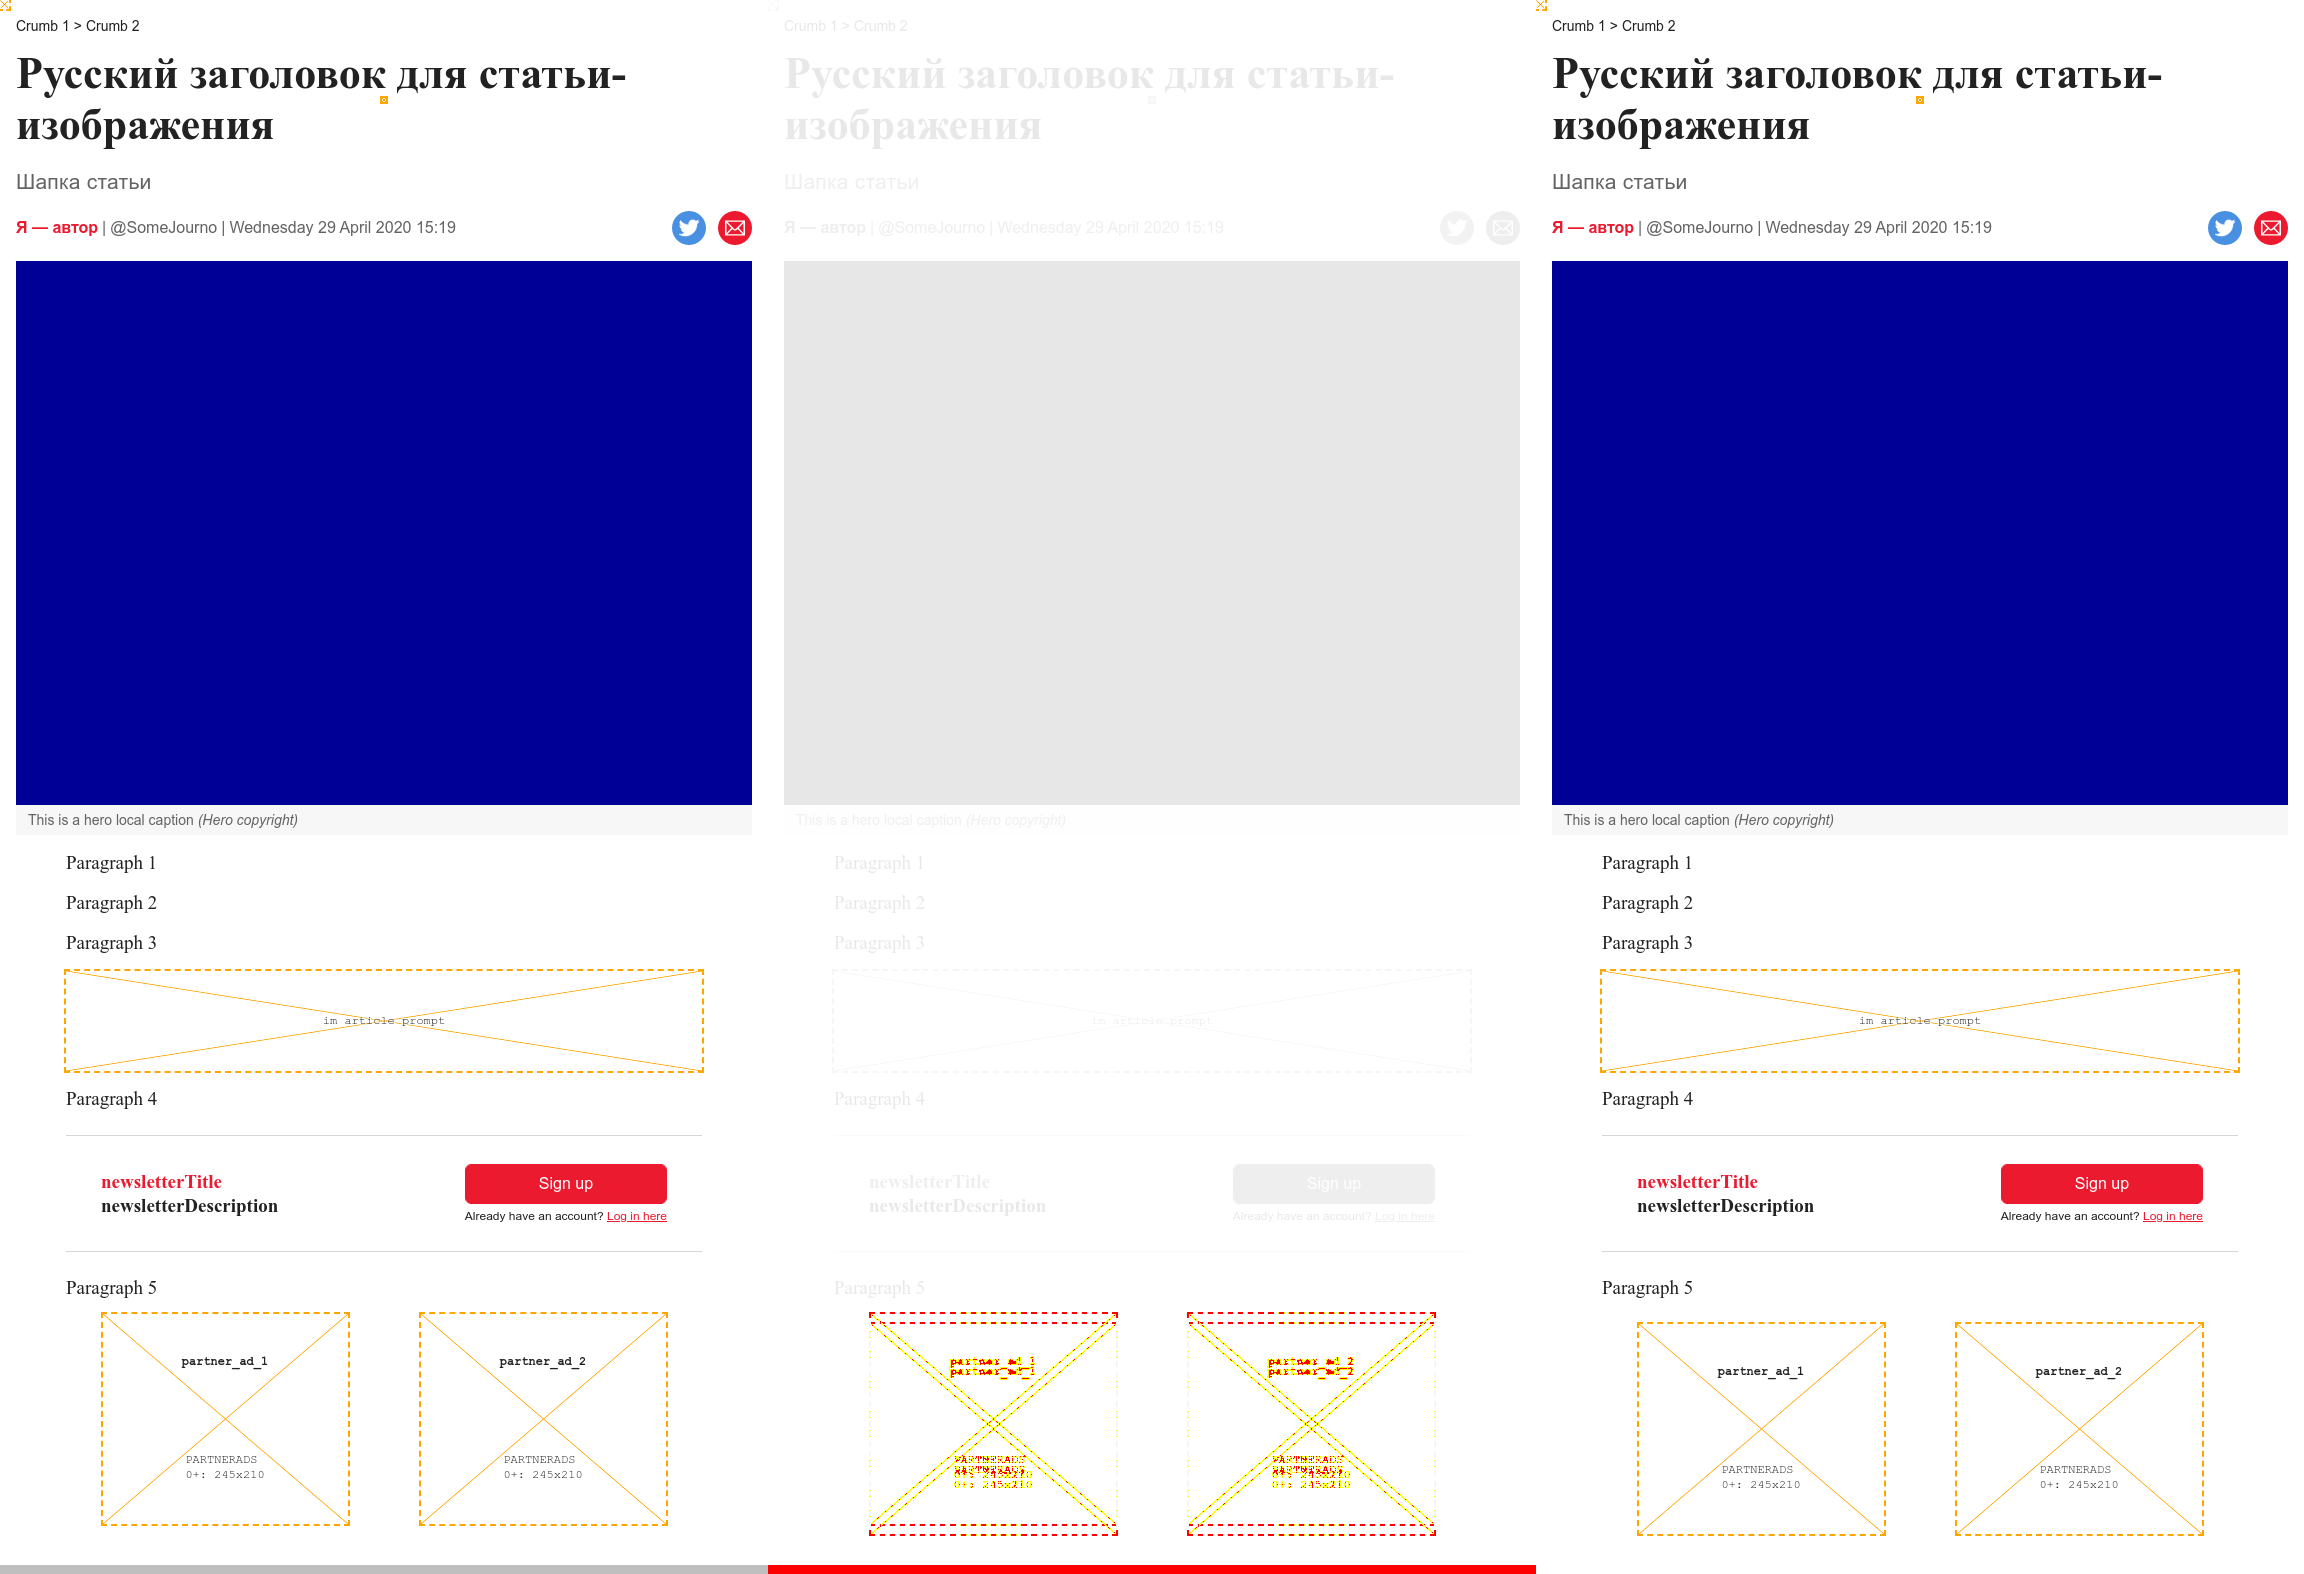 Crumb 1 > Crumb 2
Русский заголовок для статьи-
изображения
Шапка статьи
Я — автор | @SomeJourno | Wednesday 29 April 2020 15:19
This is a hero local caption (Hero copyright)
Paragraph 1
Paragraph 2
Paragraph 3
im article prompt
Paragraph 4
newsletterTitle
newsletterDescription
Sign up
Already have an account? Log in here
Paragraph 5
partner_ad_1
PARTNERADS
0+: 245x210
partner_ad_2
PARTNERADS
0+: 245x210
Crumb 1 > Crumb 2
Русский заголовок для статьи-
изображения
Шапка статьи
Я — автор | @SomeJourno | Wednesday 29 April 2020 15:19
This is a hero local caption (Hero copyright)
Paragraph 1
Paragraph 2
Paragraph 3
im article prompt
Paragraph 4
newsletterTitle
newsletterDescription
Sign up
Already have an account? Log in here
Paragraph 5
partner_ad_1
partner_ad_1
PARTNERADS
PARTNERADS
0+: 245x210
0+: 245x210
partner_ad_2
partner_ad_2
PARTNERADS
PARTNERADS
0+: 245x210
0+: 245x210
Crumb 1 > Crumb 2
Русский заголовок для статьи-
изображения
Шапка статьи
Я — автор | @SomeJourno | Wednesday 29 April 2020 15:19
This is a hero local caption (Hero copyright)
Paragraph 1
Paragraph 2
Paragraph 3
im article prompt
Paragraph 4
newsletterTitle
newsletterDescription
Sign up
Already have an account? Log in here
Paragraph 5
partner_ad_1
PARTNERADS
0+: 245x210
partner_ad_2
PARTNERADS
0+: 245x210